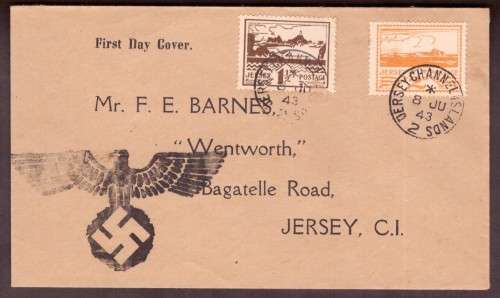 First Day Cover.
JERSEY
1½d POSTAGE
JERSEY CHANNEL ISLANDS
8 JU
43
2
Mr. F. E. BARNES,
"Wentworth,"
Bagatelle Road,
JERSEY, C.I.